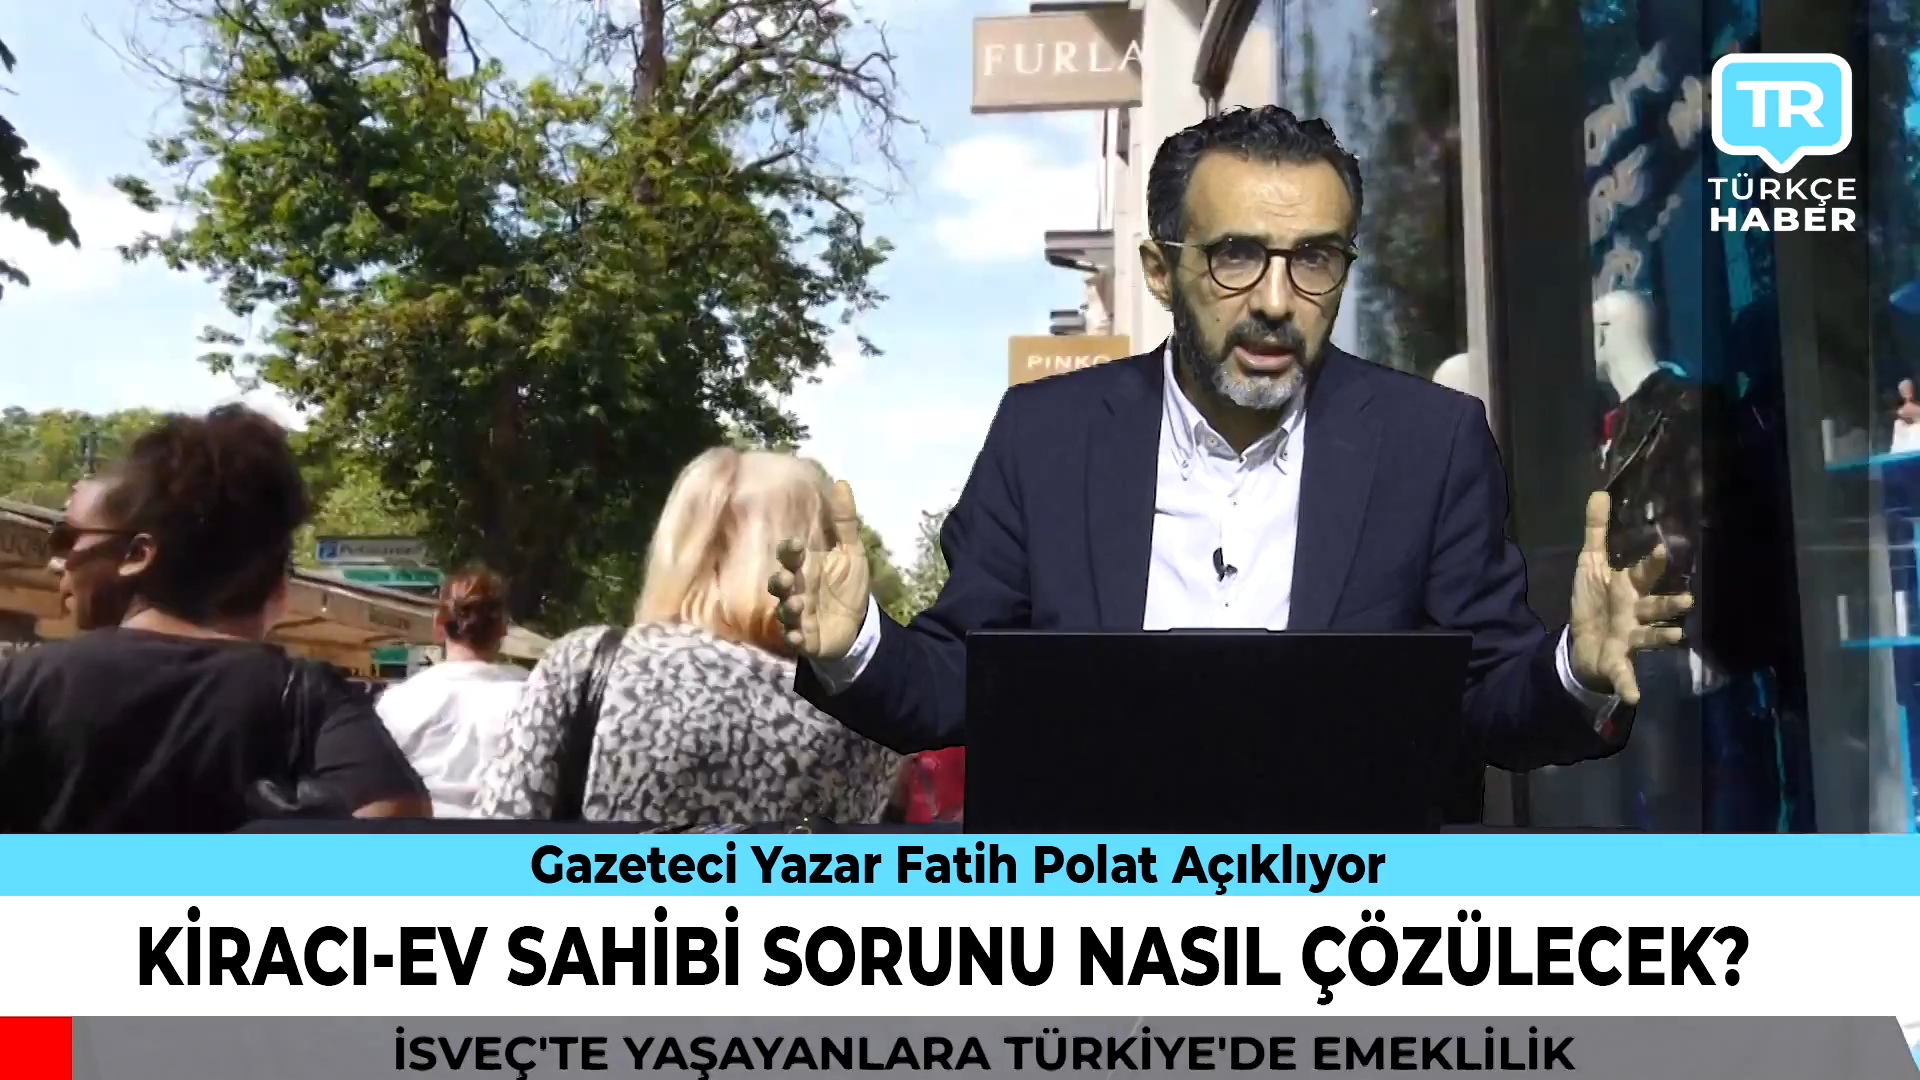 FURLA
TR
TÜRKÇE
HABER
PINKO
Gazeteci Yazar Fatih Polat Açıklıyor
KİRACI-EV SAHİBİ SORUNU NASIL ÇÖZÜLECEK?
İSVEÇ'TE YAŞAYANLARA TÜRKİYE'DE EMEKLİLİK